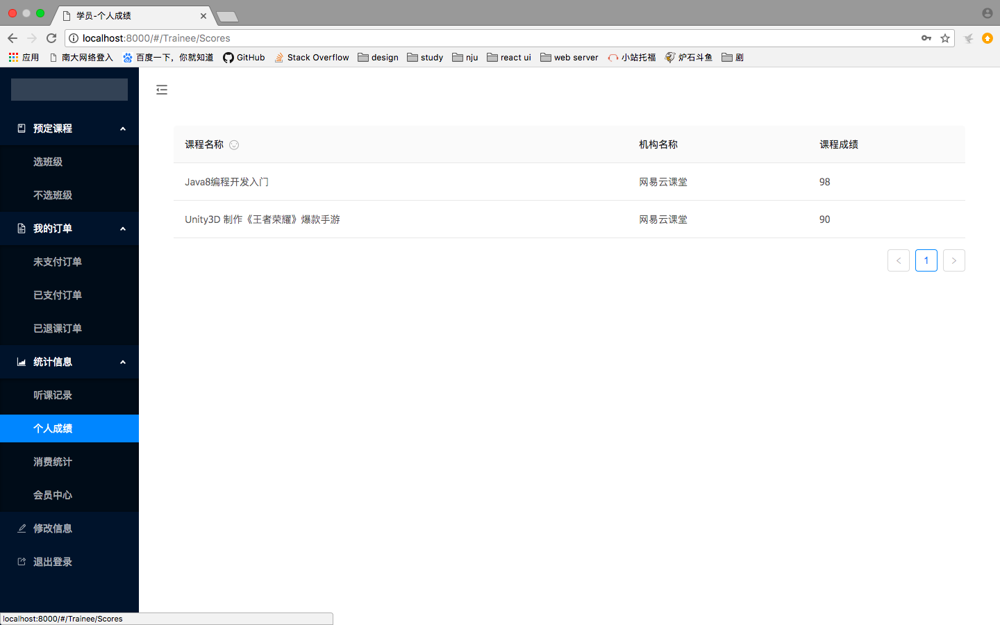 学员-个人成绩
localhost:8000/#/Trainee/Scores
应用 南大网络登入 百度一下，你就知道 GitHub Stack Overflow design study nju react ui web server 小站托福 炉石斗鱼 剧
预定课程
选班级
不选班级
我的订单
未支付订单
已支付订单
已退课订单
统计信息
听课记录
个人成绩
消费统计
会员中心
修改信息
退出登录
课程名称 机构名称 课程成绩
Java8编程开发入门 网易云课堂 98
Unity3D 制作《王者荣耀》爆款手游 网易云课堂 90
< 1 >
localhost:8000/#/Trainee/Scores